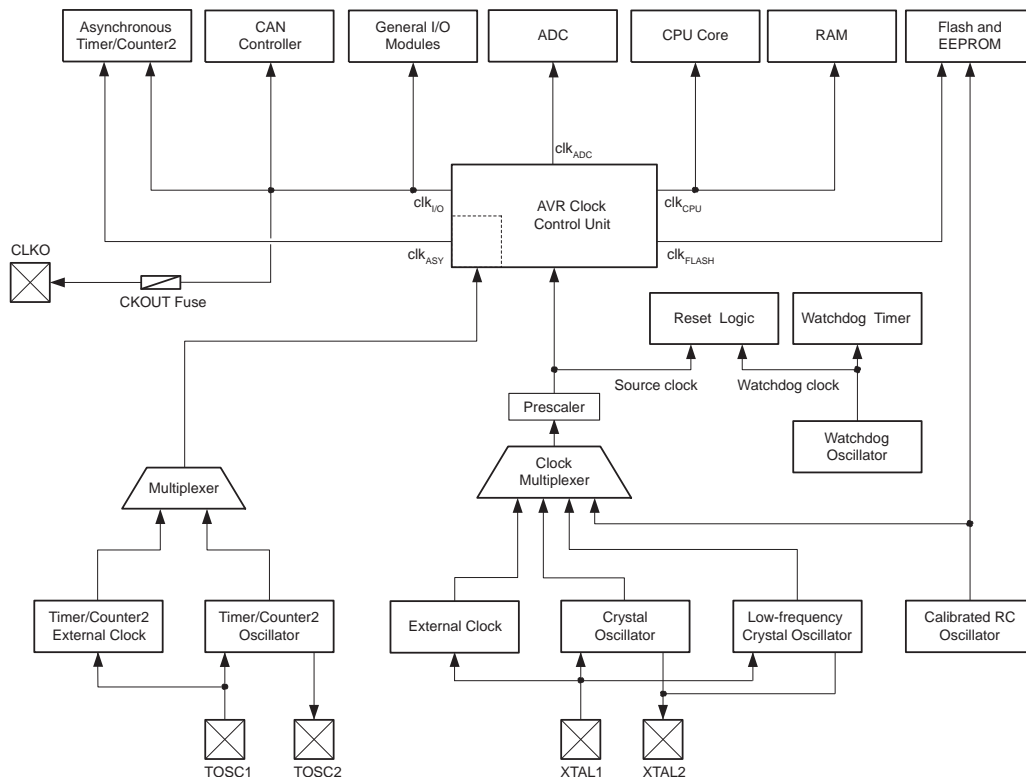 Asynchronous
Timer/Counter2
CAN
Controller
General I/O
Modules
ADC
CPU Core
RAM
Flash and
EEPROM
clkADC
clkI/O
AVR Clock
Control Unit
clkCPU
clkASY
clkFLASH
CLKO
CKOUT Fuse
Reset Logic
Watchdog Timer
Source clock
Watchdog clock
Prescaler
Watchdog
Oscillator
Multiplexer
Clock
Multiplexer
Timer/Counter2
External Clock
Timer/Counter2
Oscillator
External Clock
Crystal
Oscillator
Low-frequency
Crystal Oscillator
Calibrated RC
Oscillator
TOSC1
TOSC2
XTAL1
XTAL2